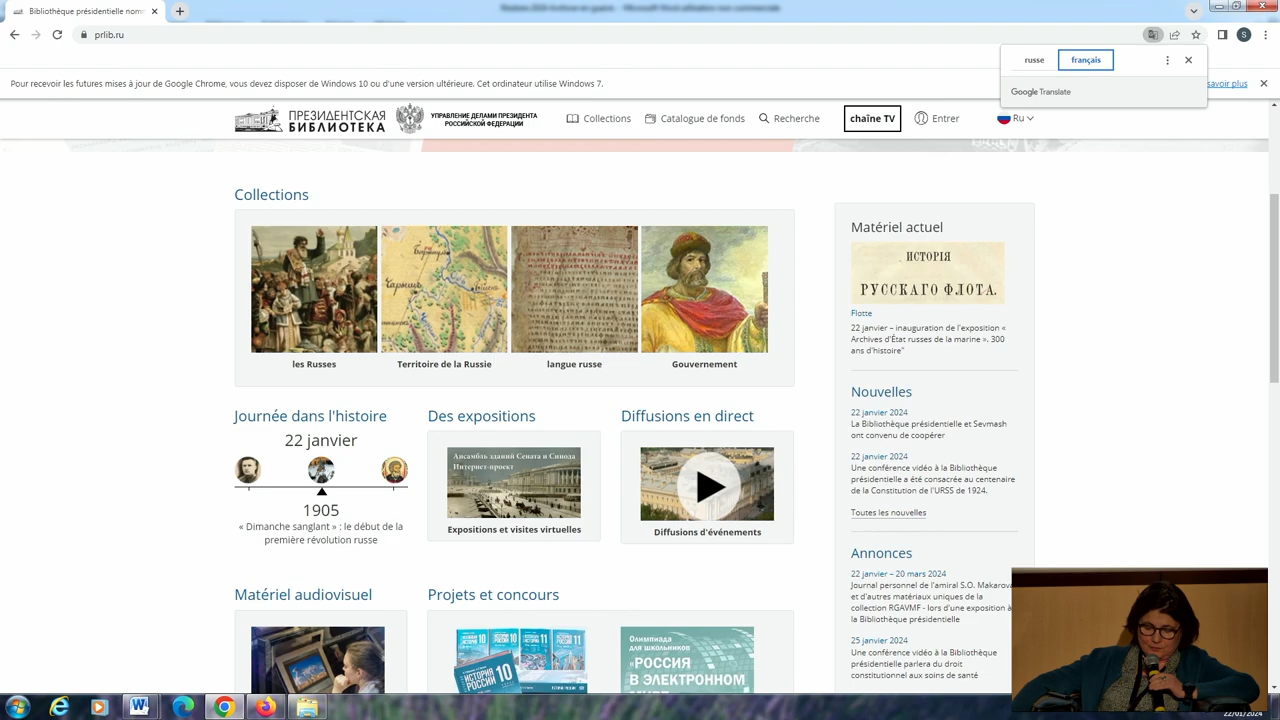 Bibliothèque présidentielle nom
prlib.ru
S
russe
français
Google Translate
Pour recevoir les futures mises à jour de Google Chrome, vous devez disposer de Windows 10 ou d'une version ultérieure. Cet ordinateur utilise Windows 7.
savoir plus
ПРЕЗИДЕНТСКАЯ
БИБЛИОТЕКА
УПРАВЛЕНИЕ ДЕЛАМИ ПРЕЗИДЕНТА
РОССИЙСКОЙ ФЕДЕРАЦИИ
Collections
Catalogue de fonds
Recherche
chaîne TV
Entrer
Ru
Collections
les Russes
Territoire de la Russie
langue russe
Gouvernement
Journée dans l'histoire
22 janvier
1905
« Dimanche sanglant » : le début de la
première révolution russe
Des expositions
Ансамбль зданий Сената и Синода
Интернет-проект
Expositions et visites virtuelles
Diffusions en direct
Diffusions d'événements
Matériel audiovisuel
Projets et concours
ИСТОРИЯ
РОССИИ
10
10
10
11
11
Олимпиада
для школьников
«РОССИЯ
В ЭЛЕКТРОННОМ
Matériel actuel
ИСТОРІЯ
РУССКАГО ФЛОТА.
Flotte
22 janvier – inauguration de l'exposition «
Archives d'État russes de la marine ». 300
ans d'histoire"
Nouvelles
22 janvier 2024
La Bibliothèque présidentielle et Sevmash
ont convenu de coopérer
22 janvier 2024
Une conférence vidéo à la Bibliothèque
présidentielle a été consacrée au centenaire
de la Constitution de l'URSS de 1924.
Toutes les nouvelles
Annonces
22 janvier – 20 mars 2024
Journal personnel de l'amiral S.O. Makarova
et d'autres matériaux uniques de la
collection RGAVMF - lors d'une exposition à
la Bibliothèque présidentielle
25 janvier 2024
Une conférence vidéo à la Bibliothèque
présidentielle parlera du droit
constitutionnel aux soins de santé
22/01/2024